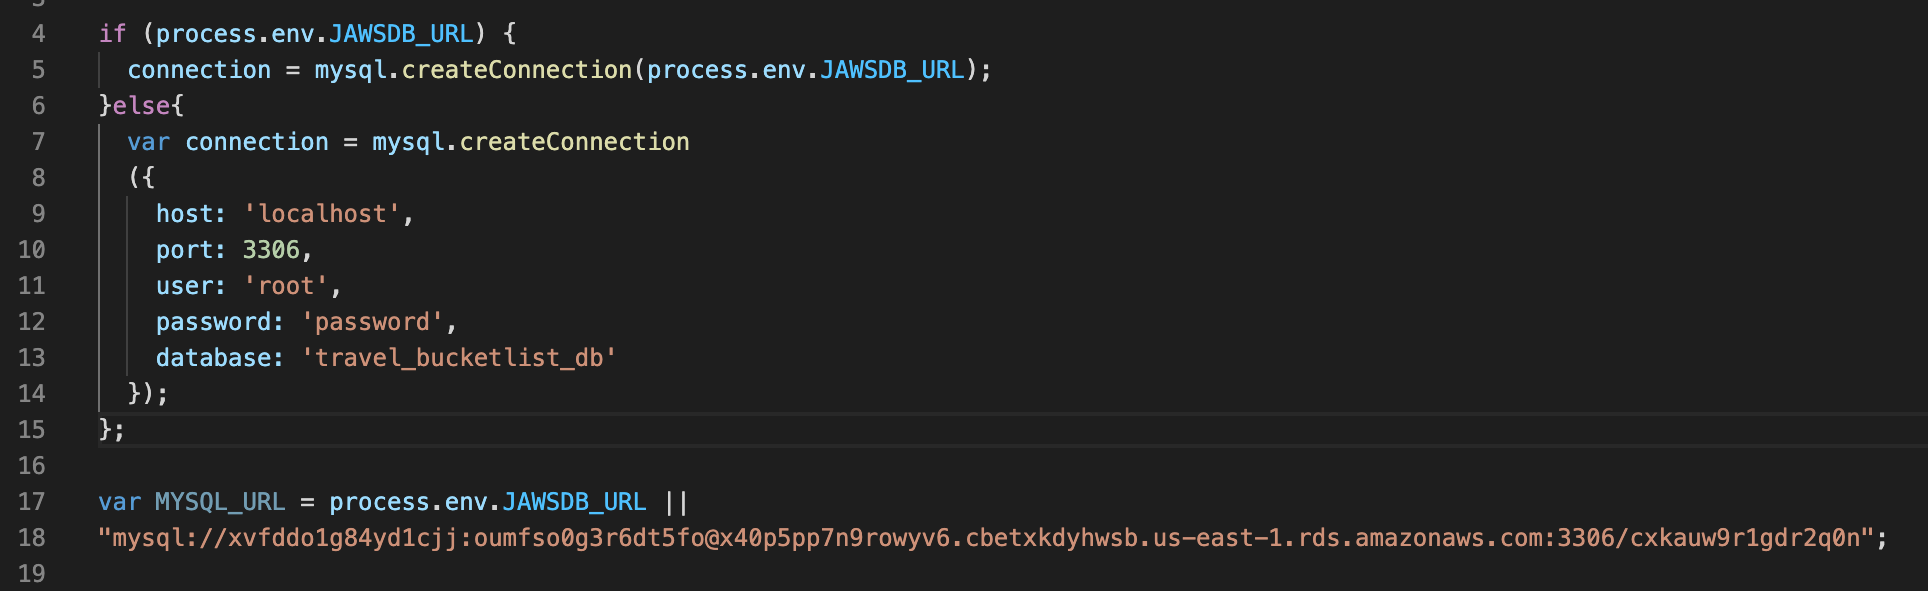 4 if (process.env.JAWSDB_URL) {
5 connection = mysql.createConnection(process.env.JAWSDB_URL);
6 }else{
7 var connection = mysql.createConnection
8 ({
9 host: 'localhost',
10 port: 3306,
11 user: 'root',
12 password: 'password',
13 database: 'travel_bucketlist_db'
14 });
15 };
16
17 var MYSQL_URL = process.env.JAWSDB_URL ||
18 "mysql://xvfddo1g84yd1cjj:oumfso0g3r6dt5fo@x40p5pp7n9rowyv6.cbetxkdyhwsb.us-east-1.rds.amazonaws.com:3306/cxkauw9r1gdr2q0n";
19